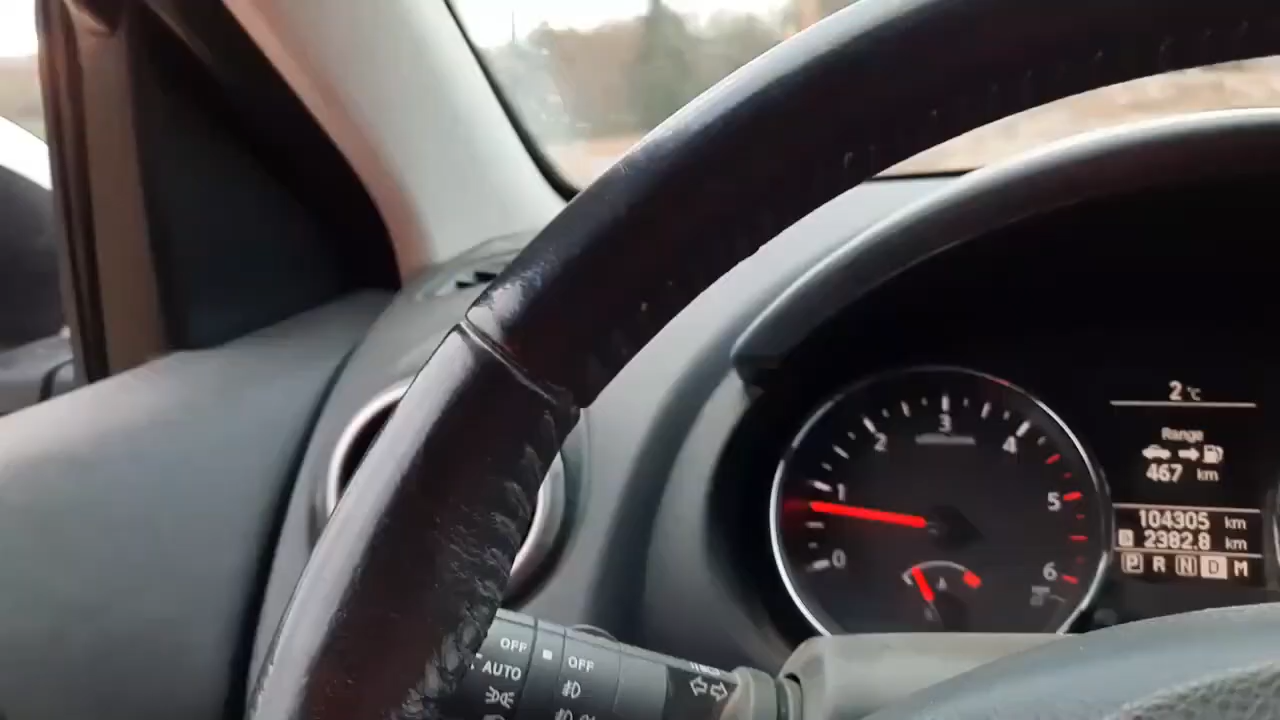 2 °C
Range
467 km
104305 km
B 2382.8 km
P R N D M
0
1
2
3
4
5
6
OFF
AUTO
OFF